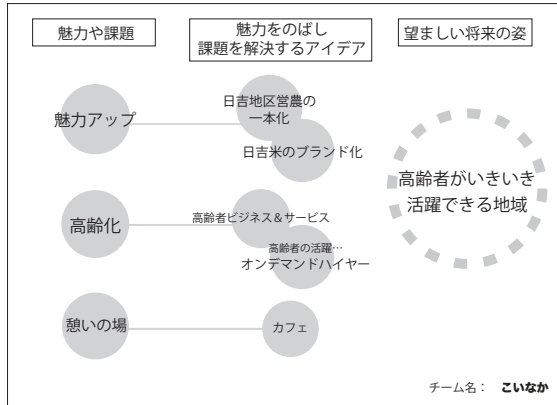 魅力や課題
魅力をのばし
課題を解決するアイデア
望ましい将来の姿
魅力アップ
日吉地区営農の
一本化
日吉米のブランド化
高齢化
高齢者ビジネス＆サービス
高齢者の活躍…
オンデマンドハイヤー
憩いの場
カフェ
高齢者がいきいき
活躍できる地域
チーム名： こいなか